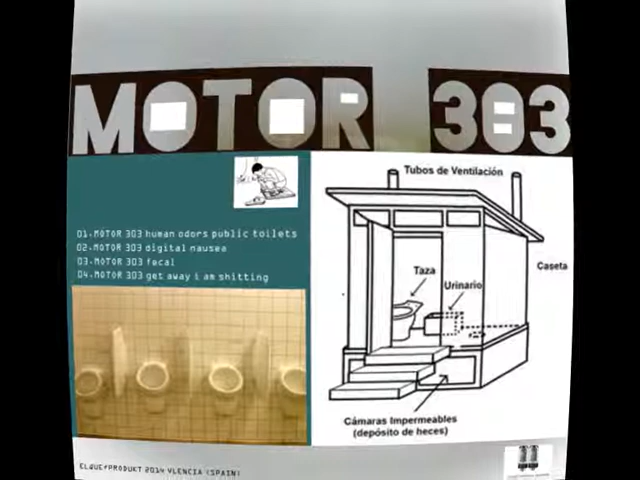 MOTOR 303
Tubos de Ventilación
01-MOTOR 303 human odors public toilets
02-MOTOR 303 digital nausea
03-MOTOR 303 fecal
04-MOTOR 303 get away i am shitting
Caseta
Taza
Urinario
Cámaras Impermeables
(depósito de heces)
2014 VLENCIA (SPAIN)